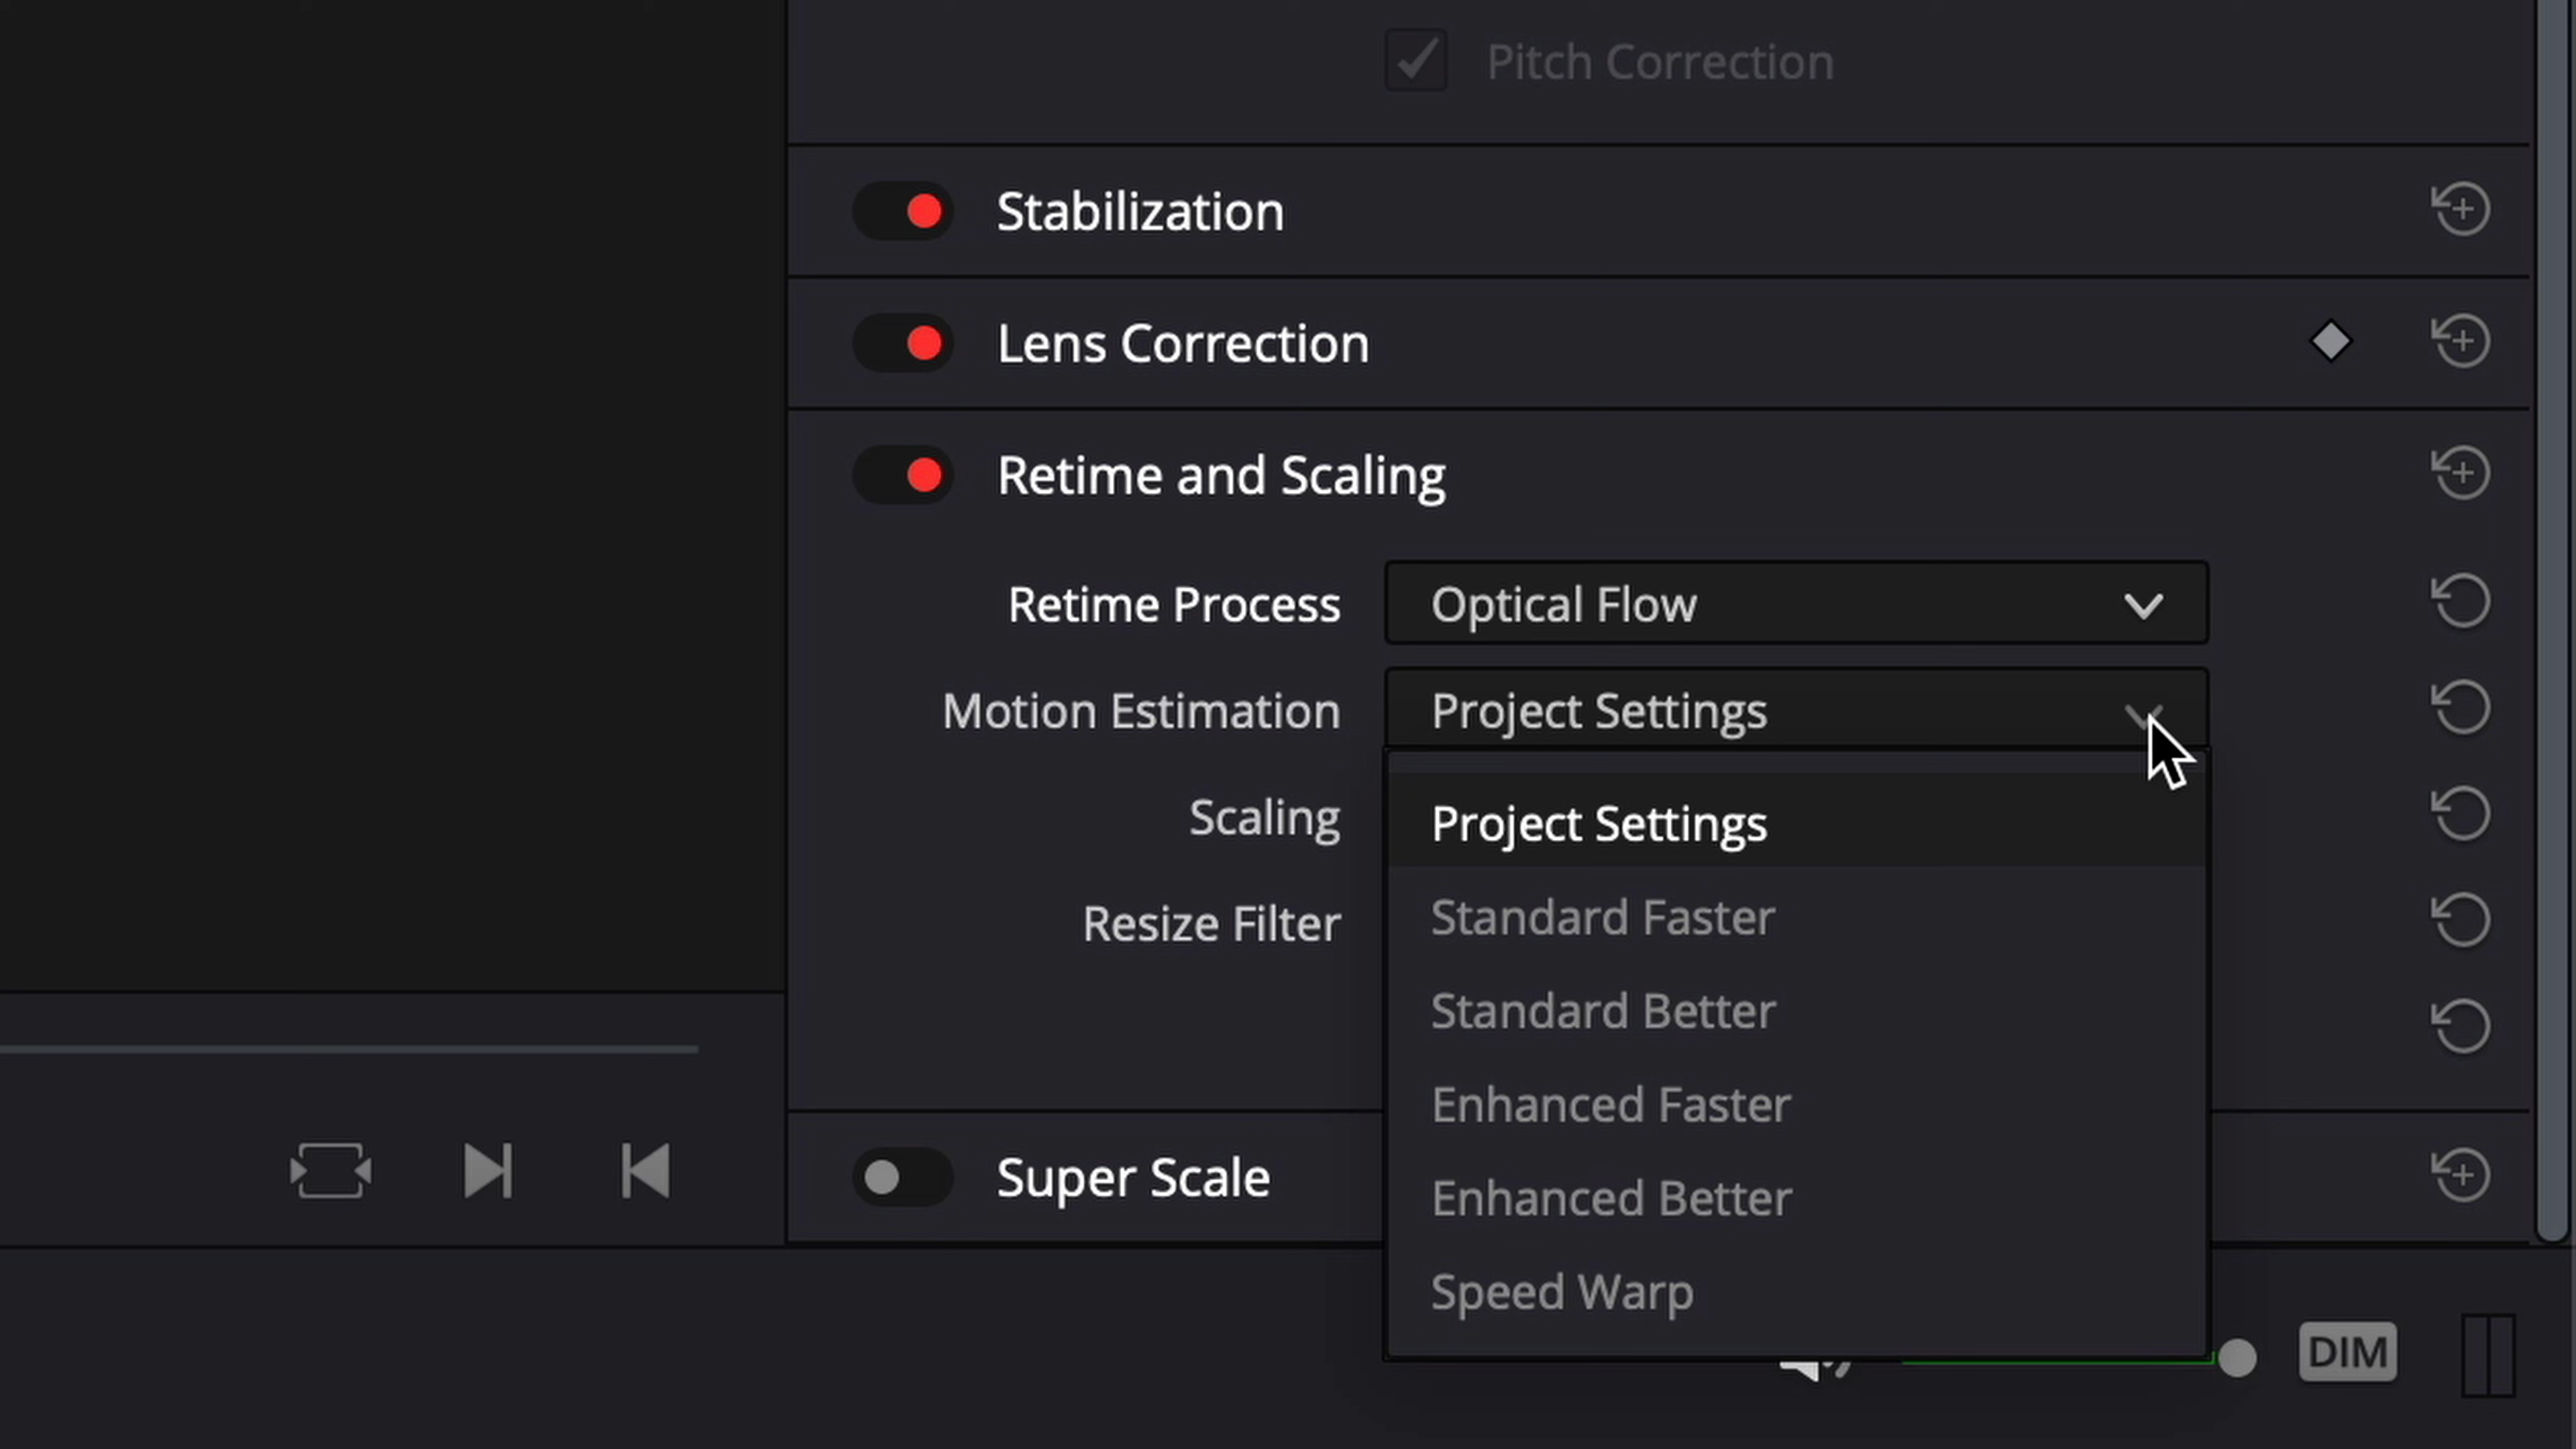 Pitch Correction
Stabilization
Lens Correction
Retime and Scaling
Retime Process Optical Flow
Motion Estimation Project Settings
Scaling Project Settings
Standard Faster
Resize Filter
Standard Better
Enhanced Faster
Super Scale
Enhanced Better
Speed Warp
DIM